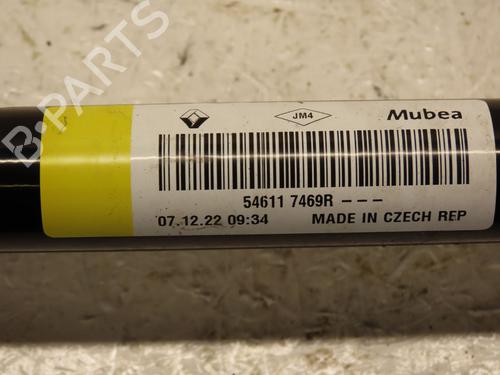 B-PARTS
JM4
Mubea
54611 7469R ---
07.12.22 09:34 MADE IN CZECH REP